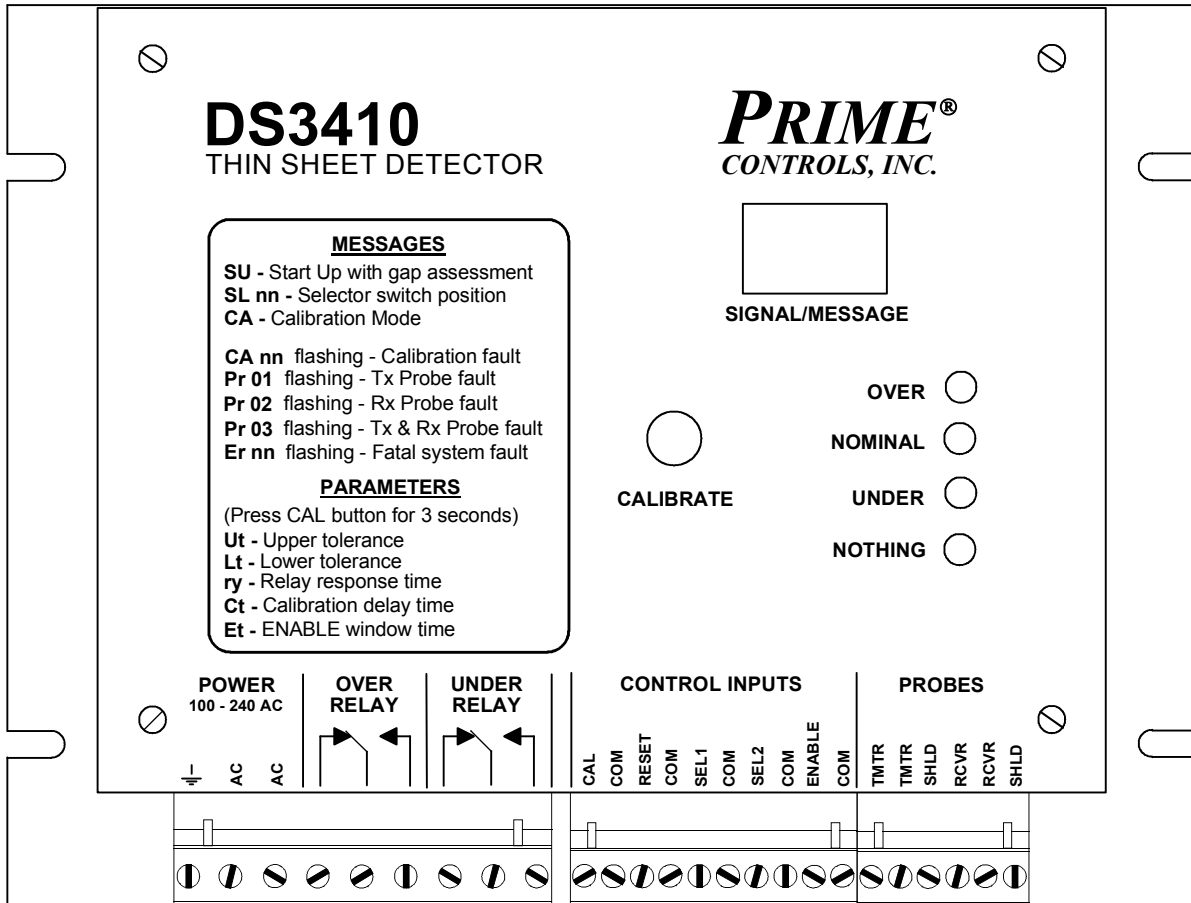 DS3410
THIN SHEET DETECTOR
PRIME®
CONTROLS, INC.
MESSAGES
SU - Start Up with gap assessment
SL nn - Selector switch position
CA - Calibration Mode
CA nn flashing - Calibration fault
Pr 01 flashing - Tx Probe fault
Pr 02 flashing - Rx Probe fault
Pr 03 flashing - Tx & Rx Probe fault
Er nn flashing - Fatal system fault
PARAMETERS
(Press CAL button for 3 seconds)
Ut - Upper tolerance
Lt - Lower tolerance
ry - Relay response time
Ct - Calibration delay time
Et - ENABLE window time
SIGNAL/MESSAGE
OVER
NOMINAL
UNDER
NOTHING
CALIBRATE
POWER
100 - 240 AC
AC
AC
OVER
RELAY
UNDER
RELAY
CONTROL INPUTS
CAL
COM
RESET
COM
SEL1
COM
SEL2
COM
ENABLE
COM
PROBES
TMTR
TMTR
SHLD
RCVR
RCVR
SHLD